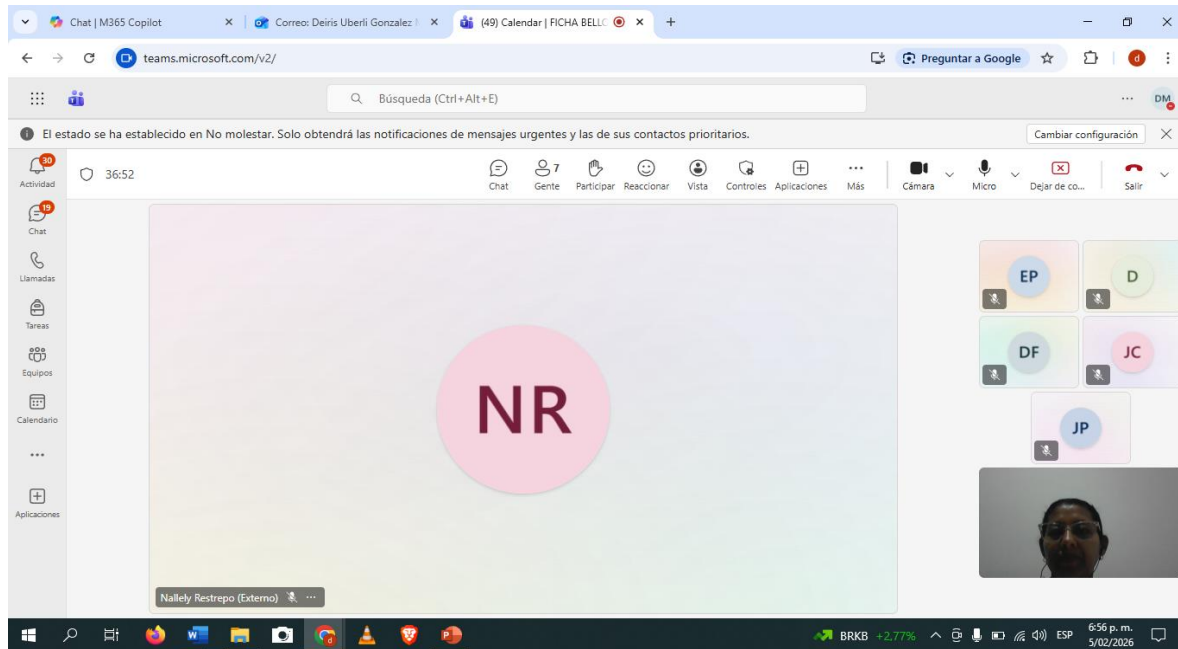 Chat | M365 Copilot
Correo: Deiris Uberli Gonzalez
(49) Calendar | FICHA BELLO
teams.microsoft.com/v2/
Preguntar a Google
d
Búsqueda (Ctrl+Alt+E)
DM
El estado se ha establecido en No molestar. Solo obtendrá las notificaciones de mensajes urgentes y las de sus contactos prioritarios.
Cambiar configuración
30
Actividad
36:52
7
Chat
Gente
Participar
Reaccionar
Vista
Controles
Aplicaciones
Más
Cámara
Micro
Dejar de co...
Salir
19
Chat
Llamadas
Tareas
Equipos
Calendario
Aplicaciones
NR
Nallely Restrepo (Externo)
EP
D
DF
JC
JP
BRKB +2,77%
ESP
6:56 p. m.
5/02/2026